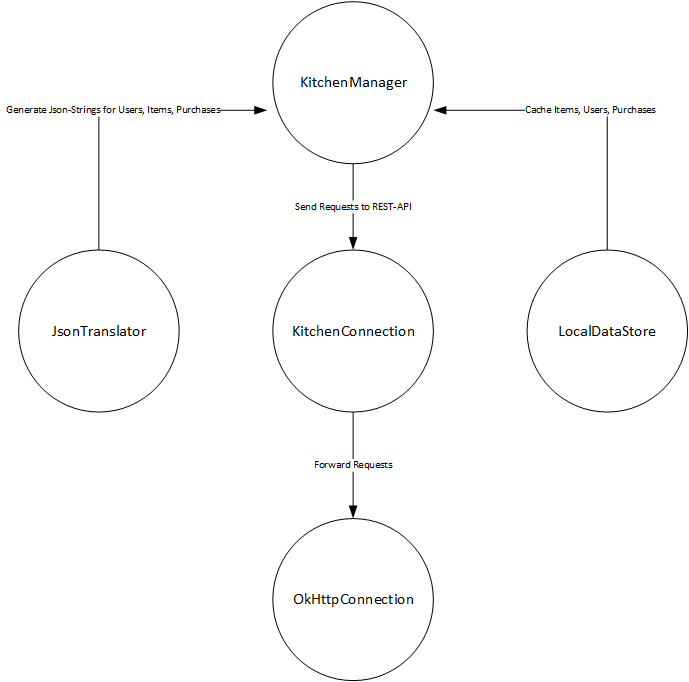 KitchenManager
Generate Json-Strings for Users, Items, Purchases
Cache Items, Users, Purchases
Send Requests to REST-API
JsonTranslator
KitchenConnection
LocalDataStore
Forward Requests
OkHttpConnection